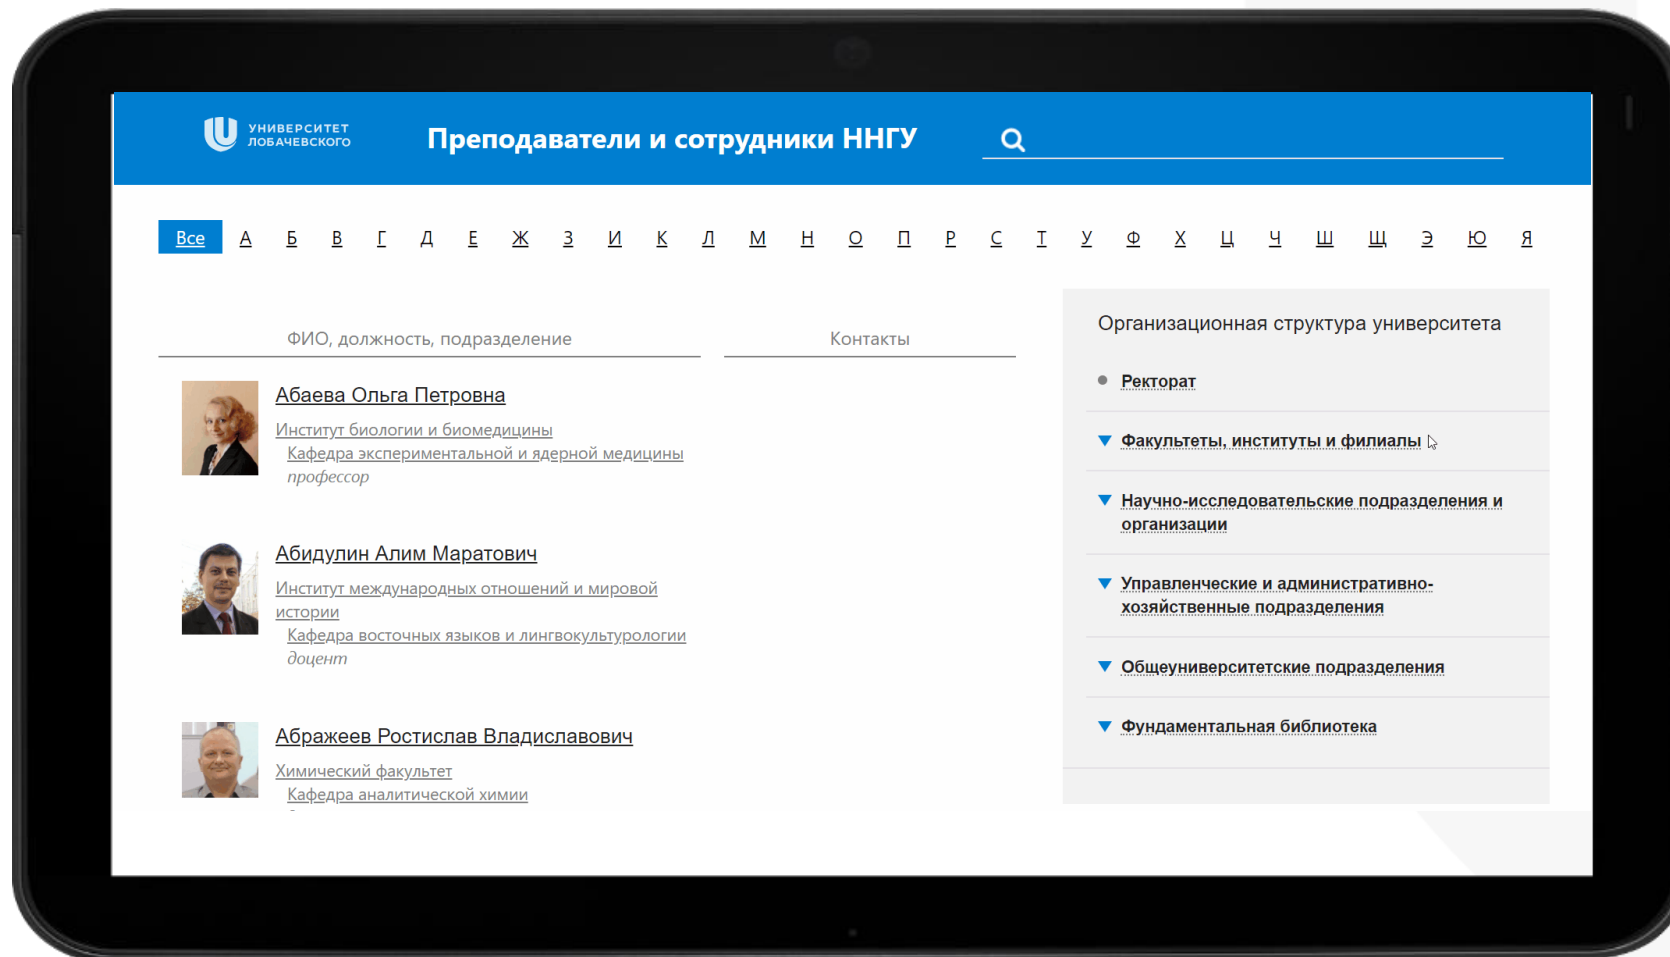 УНИВЕРСИТЕТ
ЛОБАЧЕВСКОГО
Преподаватели и сотрудники ННГУ
Все А Б В Г Д Е Ж З И К Л М Н О П Р С Т У Ф Х Ц Ч Ш Щ Э Ю Я
ФИО, должность, подразделение
Контакты
Абаева Ольга Петровна
Институт биологии и биомедицины
Кафедра экспериментальной и ядерной медицины
профессор
Абидулин Алим Маратович
Институт международных отношений и мировой
истории
Кафедра восточных языков и лингвокультурологии
доцент
Абражеев Ростислав Владиславович
Химический факультет
Кафедра аналитической химии
Организационная структура университета
Ректорат
Факультеты, институты и филиалы
Научно-исследовательские подразделения и
организации
Управленческие и административно-
хозяйственные подразделения
Общеуниверситетские подразделения
Фундаментальная библиотека